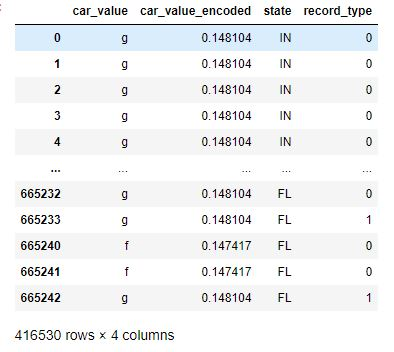 car_value car_value_encoded state record_type
0 g 0.148104 IN 0
1 g 0.148104 IN 0
2 g 0.148104 IN 0
3 g 0.148104 IN 0
4 g 0.148104 IN 0
... ... ... ... ...
665232 g 0.148104 FL 0
665233 g 0.148104 FL 1
665240 f 0.147417 FL 0
665241 f 0.147417 FL 0
665242 g 0.148104 FL 1
416530 rows × 4 columns